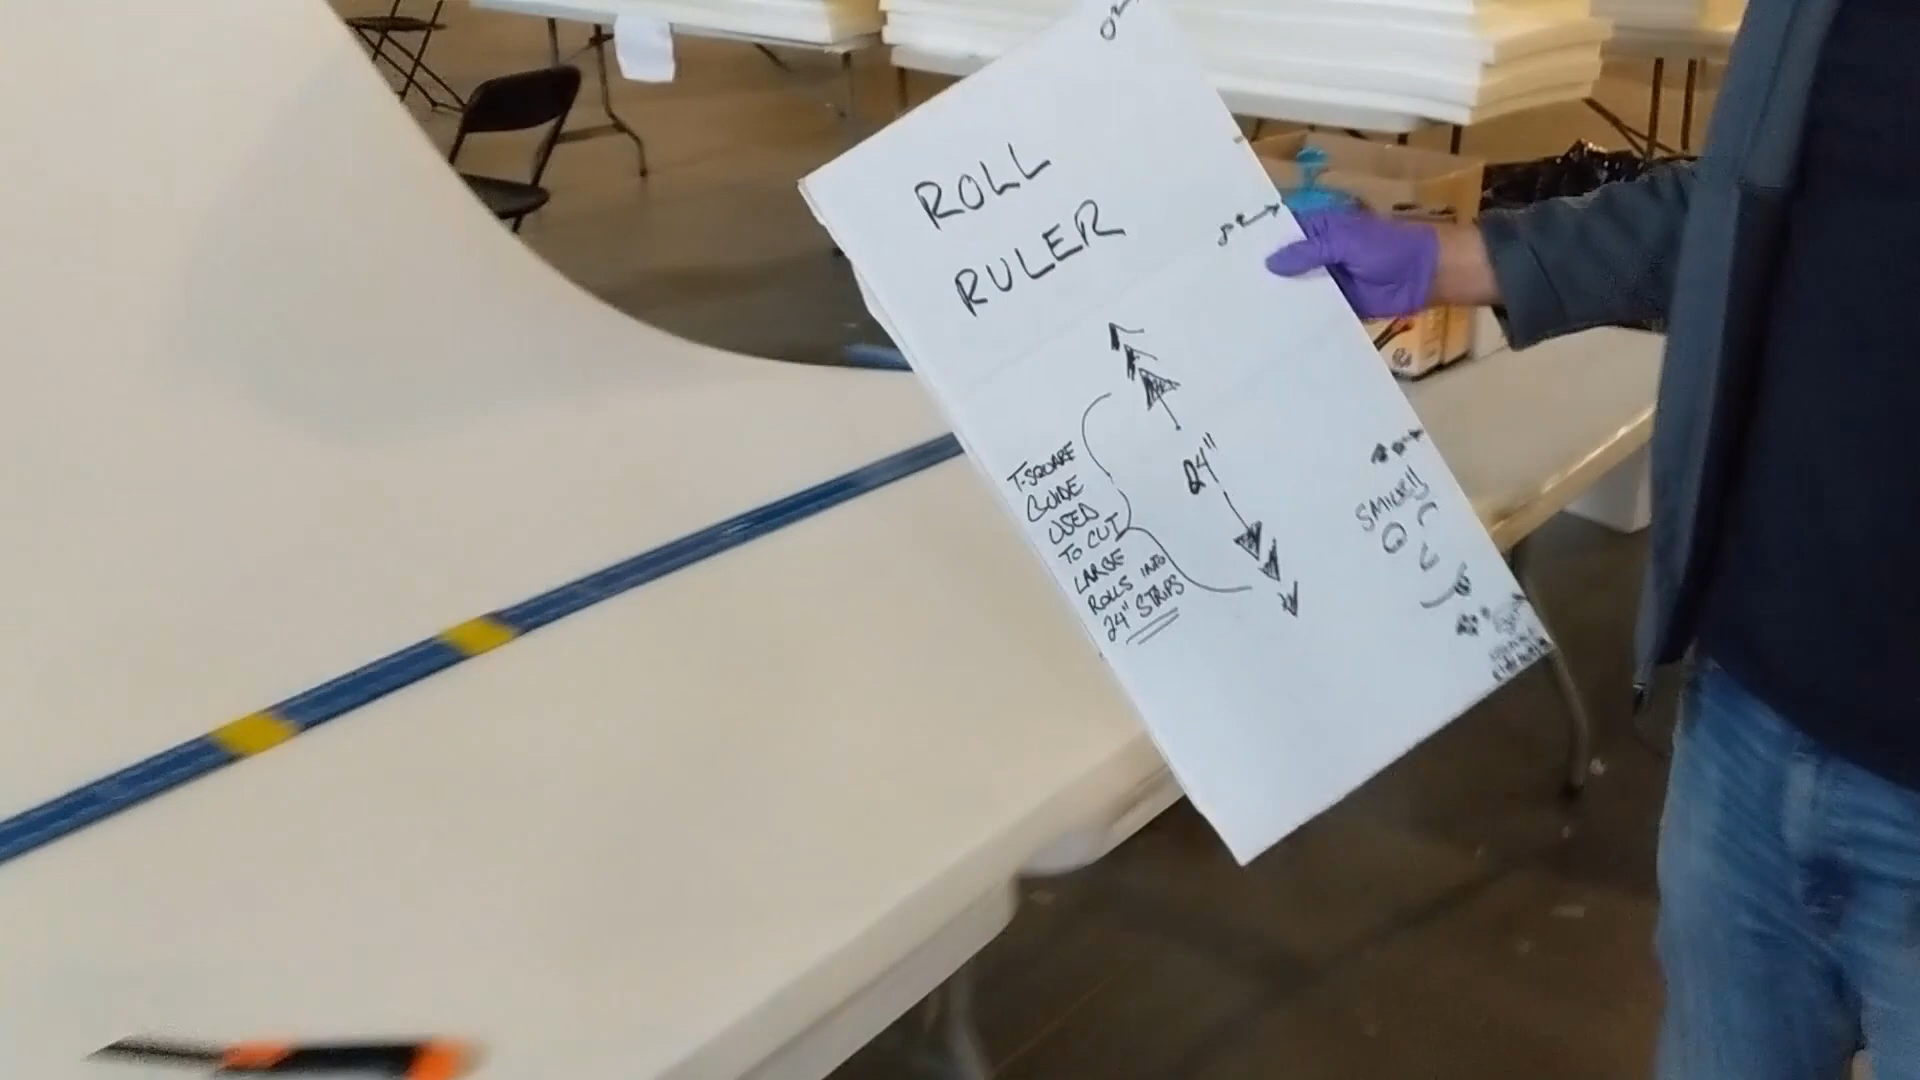 ROLL
RULER
24"
T-SQUARE
GUIDE
USED
TO CUT
LARGE
ROLLS INTO
24" STRIPS
SMILE!!